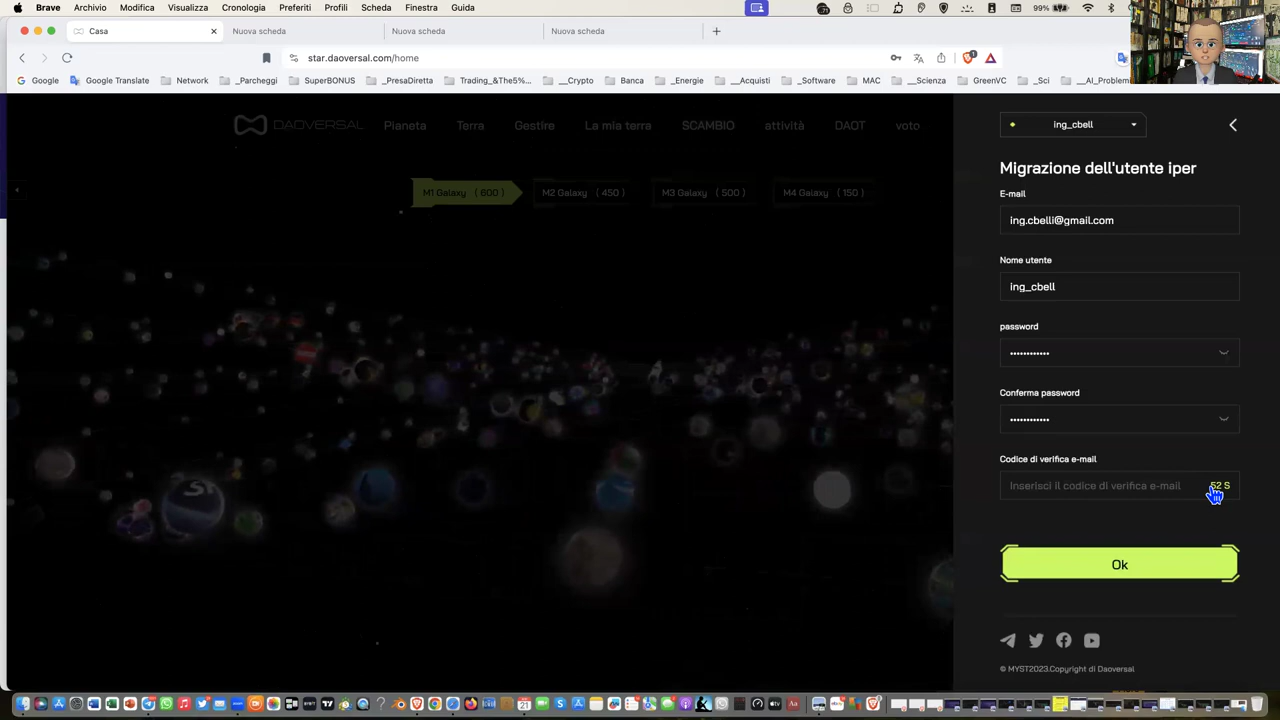 Brave Archivio Modifica Visualizza Cronologia Preferiti Profili Scheda Finestra Guida 99%
Casa Nuova scheda Nuova scheda Nuova scheda
star.daoversal.com/home
Google Google Translate Network _Parcheggi SuperBONUS _PresaDiretta Trading_&The5%... __Crypto Banca _Energie __Acquisti _Software MAC __Scienza GreenVC _Sci __AI_Problemi
DAOVERSAL Pianeta Terra Gestire La mia terra SCAMBIO attività DAOT voto
M1 Galaxy ( 600 ) M2 Galaxy ( 450 ) M3 Galaxy ( 500 ) M4 Galaxy ( 150 )
ing_cbell
Migrazione dell'utente iper
E-mail
ing.cbelli@gmail.com
Nome utente
ing_cbell
password
••••••••••••
Conferma password
••••••••••••
Codice di verifica e-mail
Inserisci il codice di verifica e-mail 52 S
Ok
© MYST2023.Copyright di Daoversal